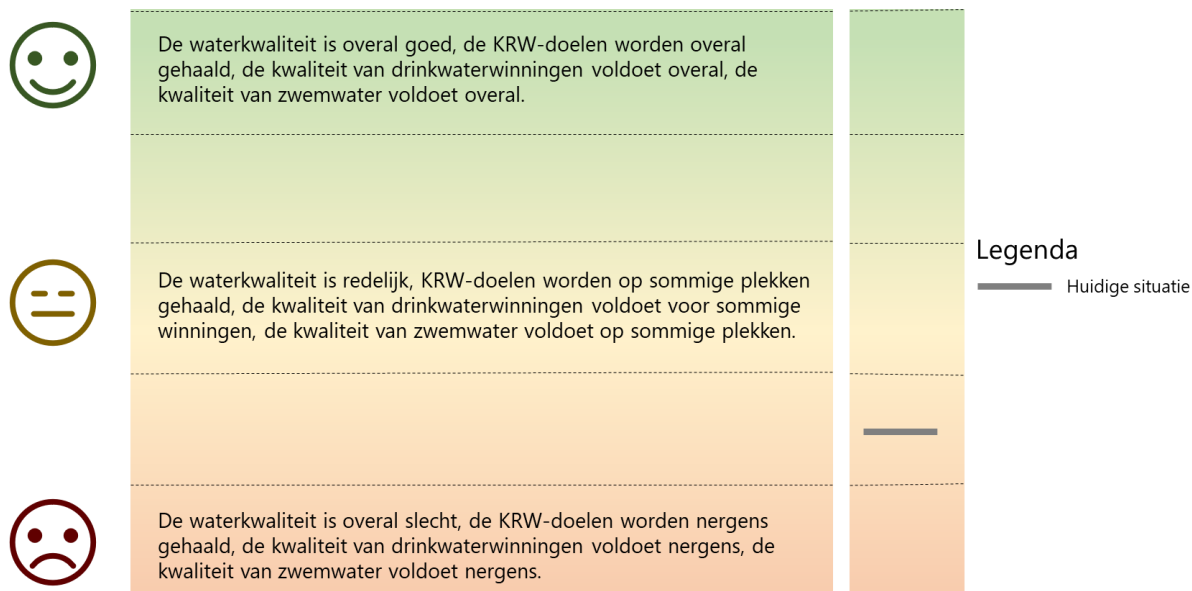 De waterkwaliteit is overal goed, de KRW-doelen worden overal
gehaald, de kwaliteit van drinkwaterwinningen voldoet overal, de
kwaliteit van zwemwater voldoet overal.
Legenda
Huidige situatie
De waterkwaliteit is redelijk, KRW-doelen worden op sommige plekken
gehaald, de kwaliteit van drinkwaterwinningen voldoet voor sommige
winningen, de kwaliteit van zwemwater voldoet op sommige plekken.
De waterkwaliteit is overal slecht, de KRW-doelen worden nergens
gehaald, de kwaliteit van drinkwaterwinningen voldoet nergens, de
kwaliteit van zwemwater voldoet nergens.